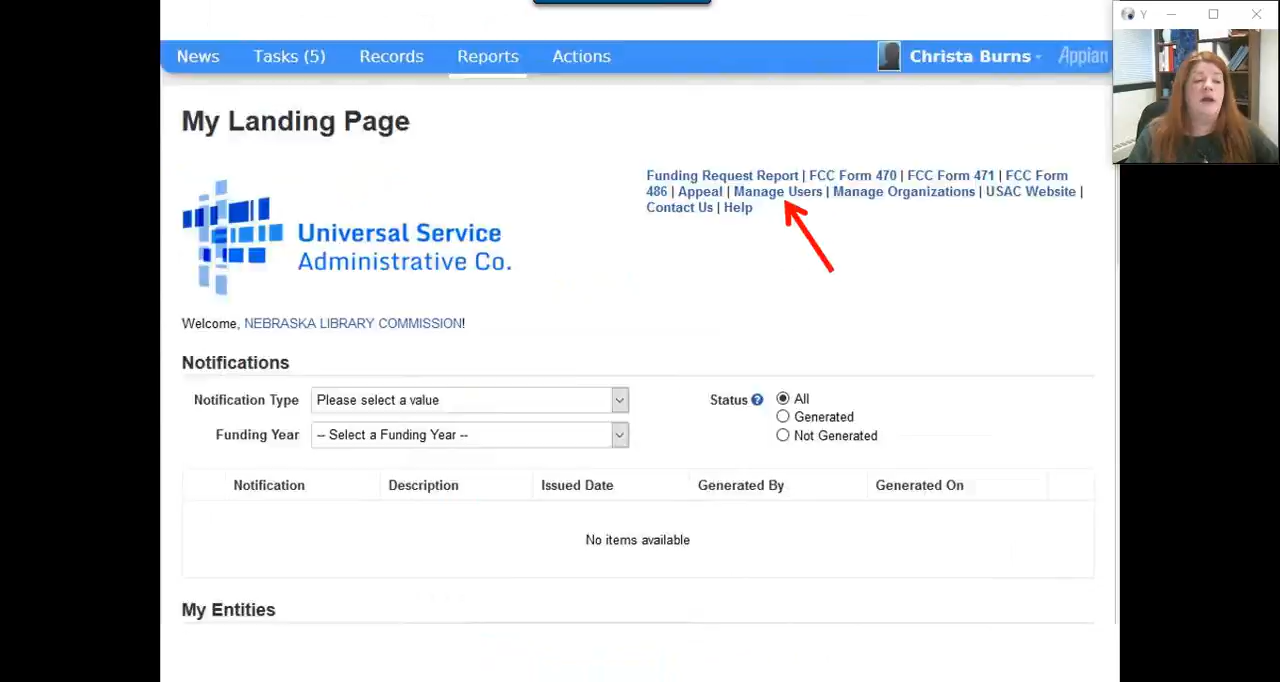 Y
News Tasks (5) Records Reports Actions Christa Burns Appian
My Landing Page
Funding Request Report | FCC Form 470 | FCC Form 471 | FCC Form
486 | Appeal | Manage Users | Manage Organizations | USAC Website |
Contact Us | Help
Universal Service
Administrative Co.
Welcome, NEBRASKA LIBRARY COMMISSION!
Notifications
Notification Type Please select a value Status ? All
Generated
Funding Year -- Select a Funding Year -- Not Generated
Notification Description Issued Date Generated By Generated On
No items available
My Entities